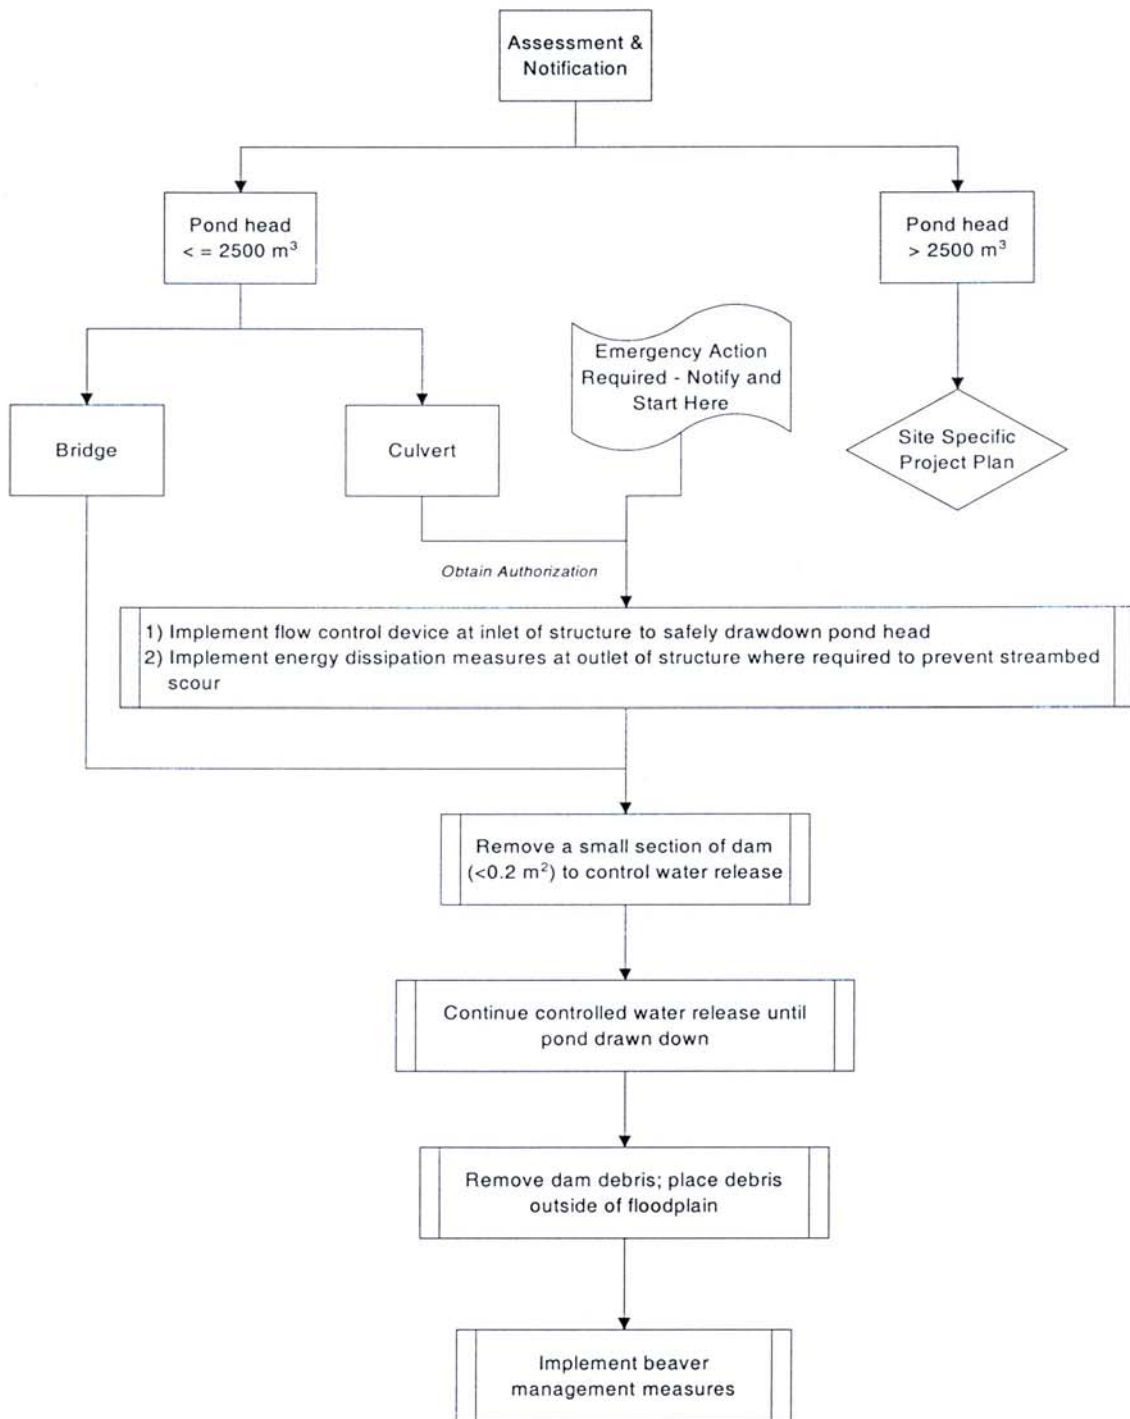 Assessment &
Notification
Pond head
< = 2500 m³
Pond head
> 2500 m³
Emergency Action
Required - Notify and
Start Here
Bridge
Culvert
Site Specific
Project Plan
Obtain Authorization
1) Implement flow control device at inlet of structure to safely drawdown pond head
2) Implement energy dissipation measures at outlet of structure where required to prevent streambed
scour
Remove a small section of dam
(<0.2 m²) to control water release
Continue controlled water release until
pond drawn down
Remove dam debris; place debris
outside of floodplain
Implement beaver
management measures